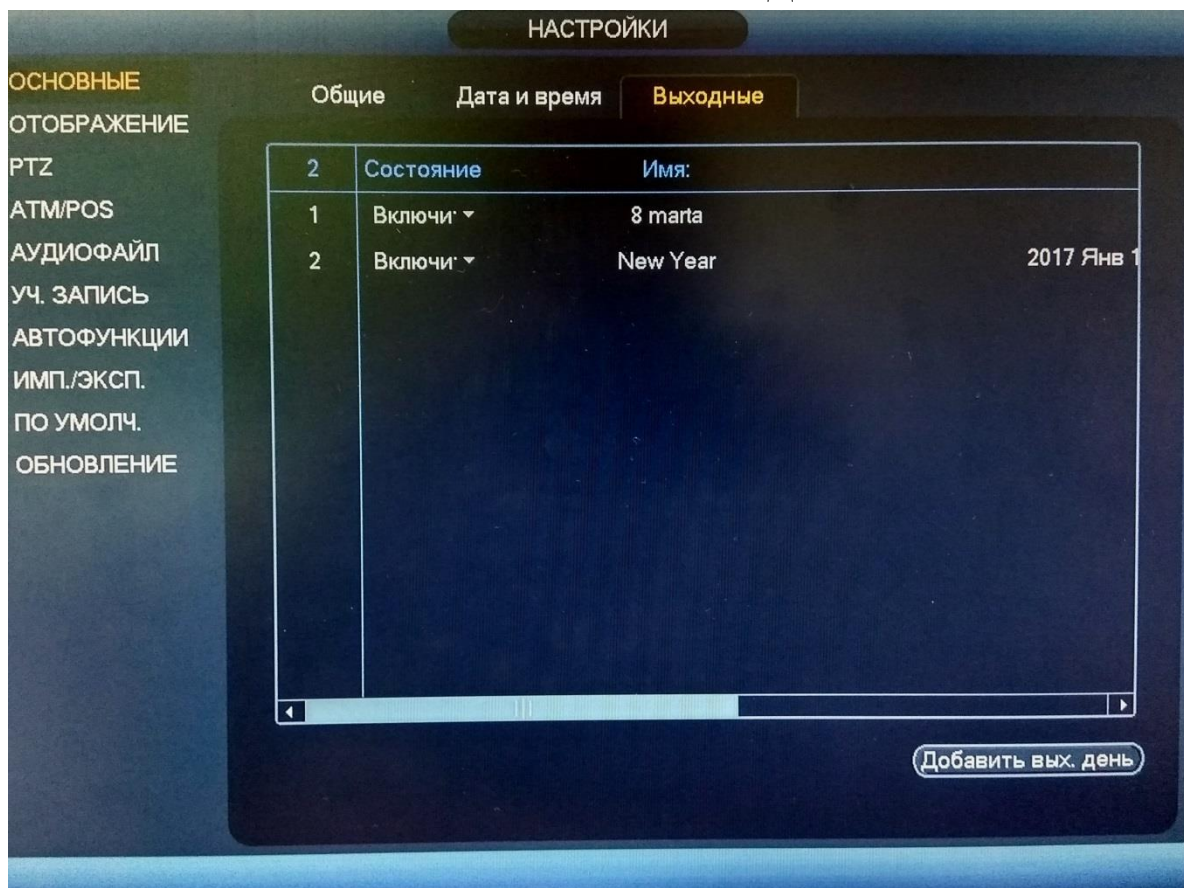 НАСТРОЙКИ
ОСНОВНЫЕ
ОТОБРАЖЕНИЕ
PTZ
ATM/POS
АУДИОФАЙЛ
УЧ. ЗАПИСЬ
АВТОФУНКЦИИ
ИМП./ЭКСП.
ПО УМОЛЧ.
ОБНОВЛЕНИЕ
Общие Дата и время Выходные
2 Состояние Имя:
1 Включи 8 marta
2 Включи New Year 2017 Янв 1
Добавить вых. день